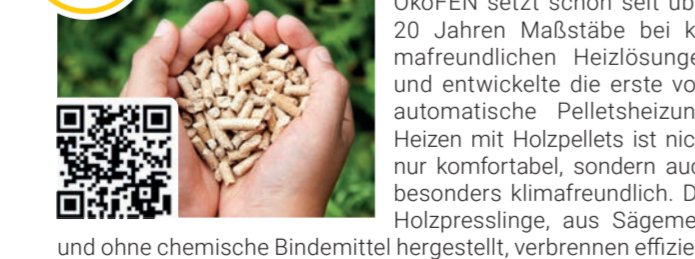 ÖkoFEN setzt schon seit üb
20 Jahren Maßstäbe bei k
mafreundlichen Heizlösunge
und entwickelte die erste vo
automatische Pelletsheizun
Heizen mit Holzpellets ist nic
nur komfortabel, sondern auc
besonders klimafreundlich. D
Holzpresslinge, aus Sägeme
und ohne chemische Bindemittel hergestellt, verbrennen effizie